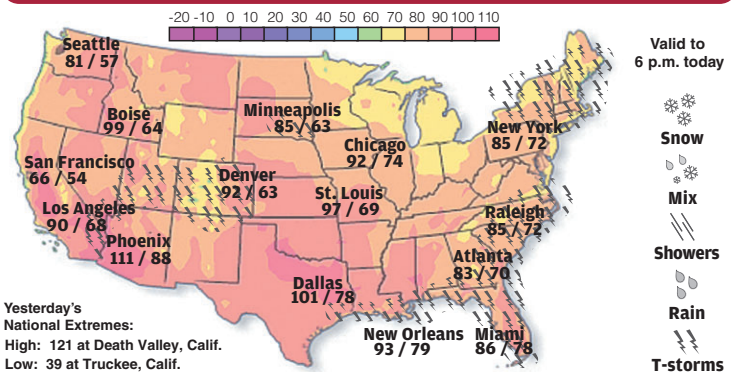 -20 -10 0 10 20 30 40 50 60 70 80 90 100 110
Seattle
81 / 57
Boise
99 / 64
Minneapolis
85 / 63
Chicago
92 / 74
New York
85 / 72
San Francisco
66 / 54
Denver
92 / 63
St. Louis
97 / 69
Los Angeles
90 / 68
Phoenix
111 / 88
Raleigh
85 / 72
Atlanta
83 / 70
Dallas
101 / 78
New Orleans
93 / 79
Miami
86 / 78
Yesterday's
National Extremes:
High: 121 at Death Valley, Calif.
Low: 39 at Truckee, Calif.
Valid to
6 p.m. today
Snow
Mix
Showers
Rain
T-storms